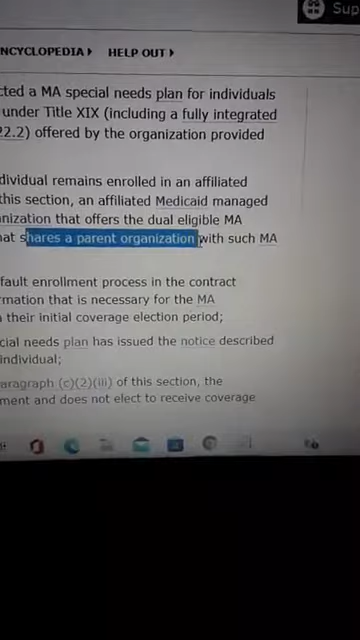 Sup
NCYCLOPEDIA HELP OUT
cted a MA special needs plan for individuals
under Title XIX (including a fully integrated
22.2) offered by the organization provided
dividual remains enrolled in an affiliated
this section, an affiliated Medicaid managed
anization that offers the dual eligible MA
hat shares a parent organization with such MA
fault enrollment process in the contract
rmation that is necessary for the MA
their initial coverage election period;
cial needs plan has issued the notice described
individual;
aragraph (c)(2)(iii) of this section, the
ment and does not elect to receive coverage